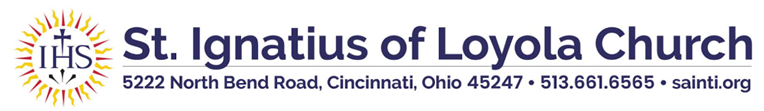 IHS
St. Ignatius of Loyola Church
5222 North Bend Road, Cincinnati, Ohio 45247 • 513.661.6565 • sainti.org